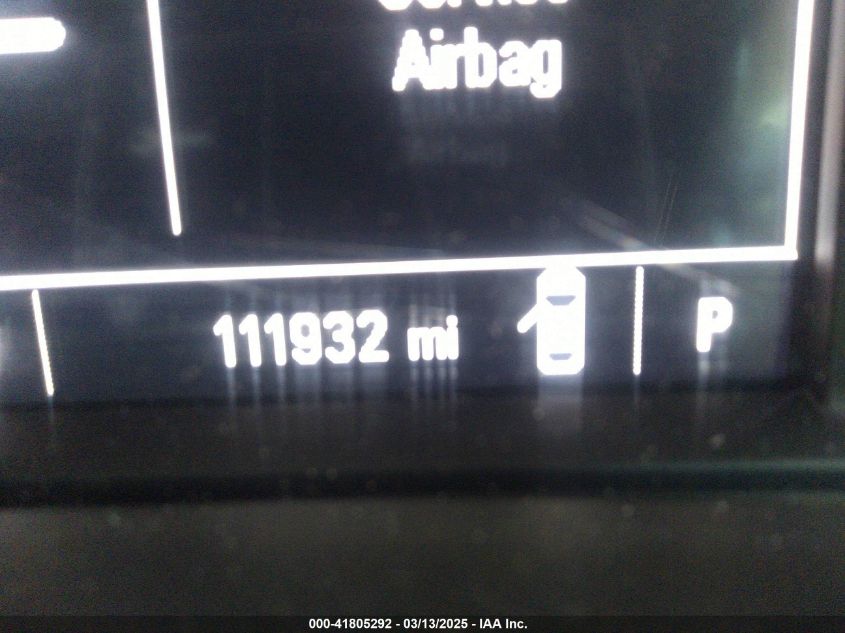 Airbag
111932 mi
P
000-41805292 - 03/13/2025 - IAA Inc.